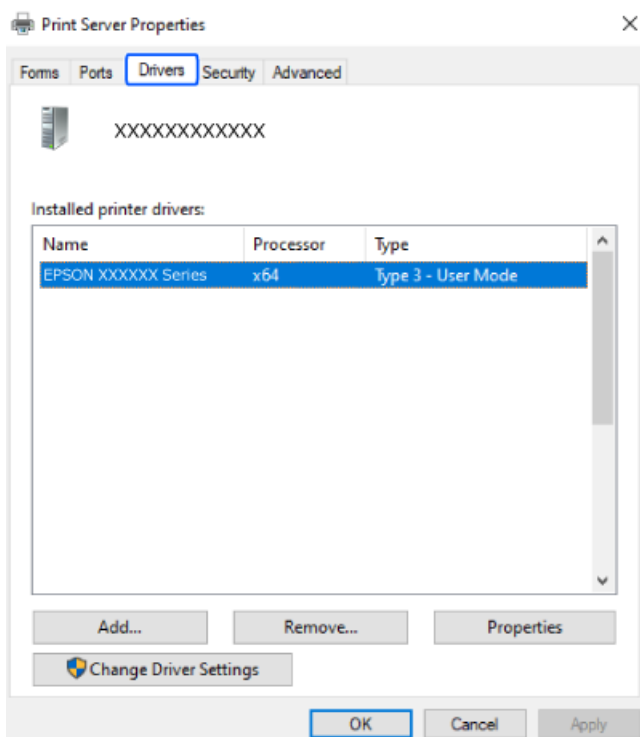 Print Server Properties
Forms Ports Drivers Security Advanced
XXXXXXXXXXXX
Installed printer drivers:
Name Processor Type
EPSON XXXXXX Series x64 Type 3 - User Mode
Add... Remove... Properties
Change Driver Settings
OK Cancel Apply